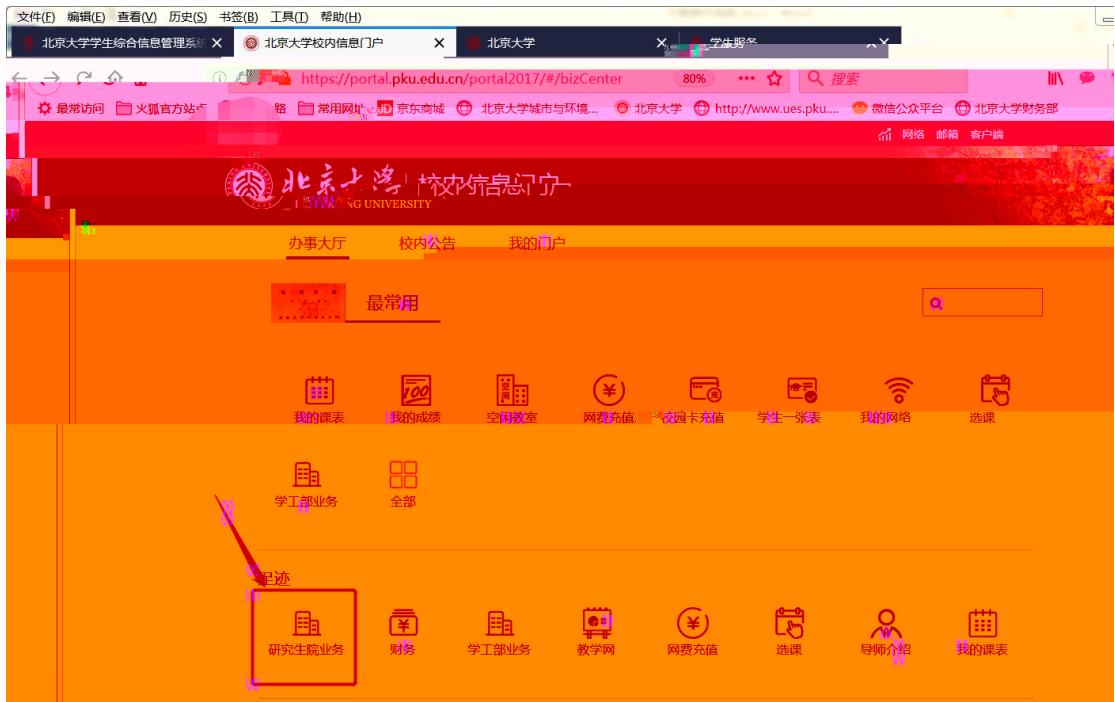 文件(F) 编辑(E) 查看(V) 历史(S) 书签(B) 工具(T) 帮助(H)
北京大学学生综合信息管理系统 北京大学校内信息门户 北京大学 学生服务
https://portal.pku.edu.cn/portal2017/#/bizCenter 80% 搜索
最常访问 火狐官方站点 常用网址 JD 京东商城 北京大学城市与环境... 北京大学 http://www.ues.pku.... 微信公众平台 北京大学财务部
网络 邮箱 客户端
北京大学 校内信息门户
NG UNIVERSITY
办事大厅 校内公告 我的门户
最常用
我的课表 我的成绩 空闲教室 网费充值 校园卡充值 学生一张表 我的网络 选课
学工部业务 全部
足迹
研究生院业务 财务 学工部业务 教学网 网费充值 选课 导师介绍 我的课表